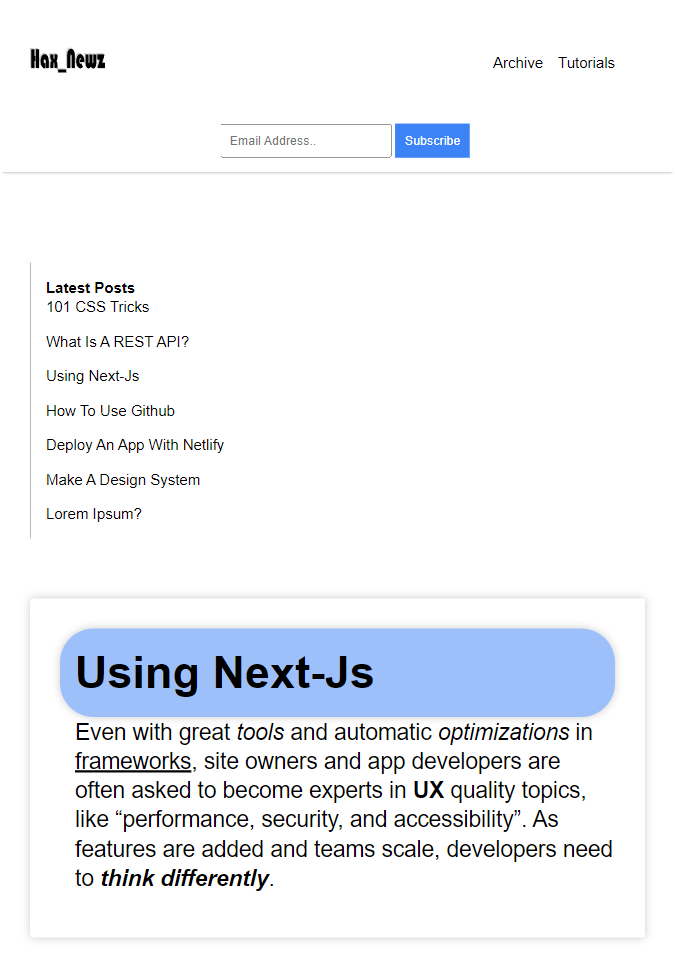 Hax_Newz
Archive Tutorials
Email Address.. Subscribe
Latest Posts
101 CSS Tricks
What Is A REST API?
Using Next-Js
How To Use Github
Deploy An App With Netlify
Make A Design System
Lorem Ipsum?
Using Next-Js
Even with great tools and automatic optimizations in
frameworks, site owners and app developers are
often asked to become experts in UX quality topics,
like “performance, security, and accessibility”. As
features are added and teams scale, developers need
to think differently.